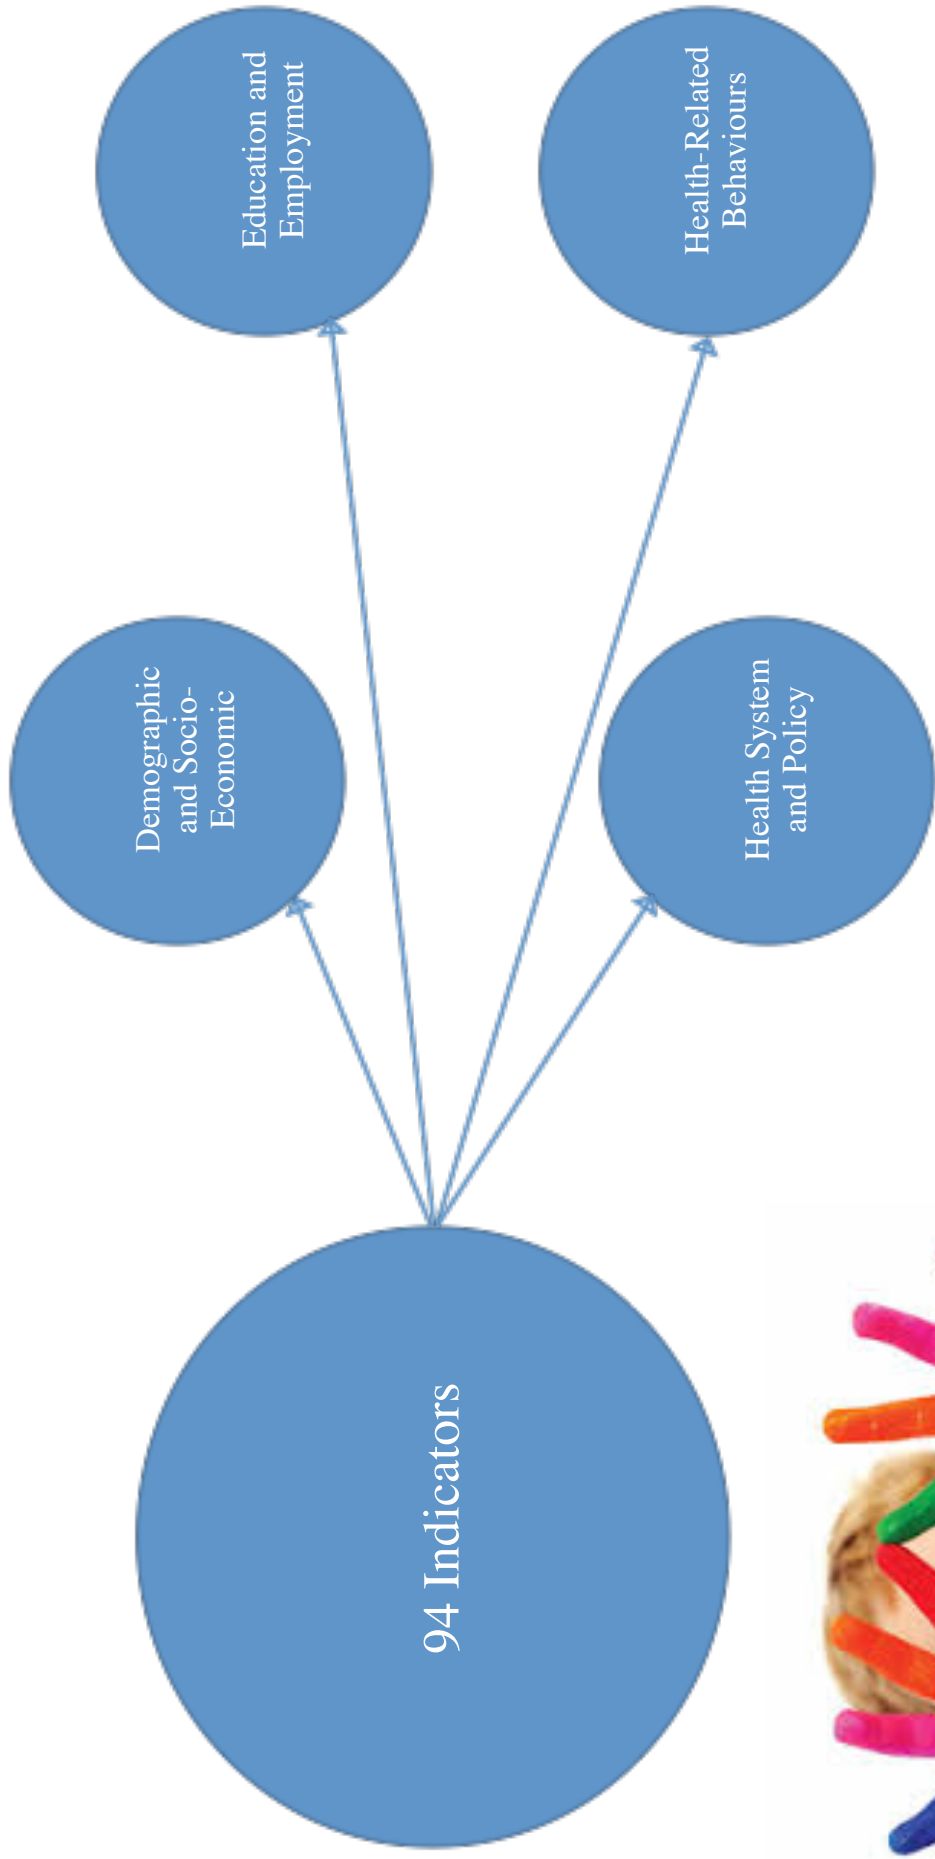 94 Indicators
Demographic
and Socio-
Economic
Education and
Employment
Health System
and Policy
Health-Related
Behaviours